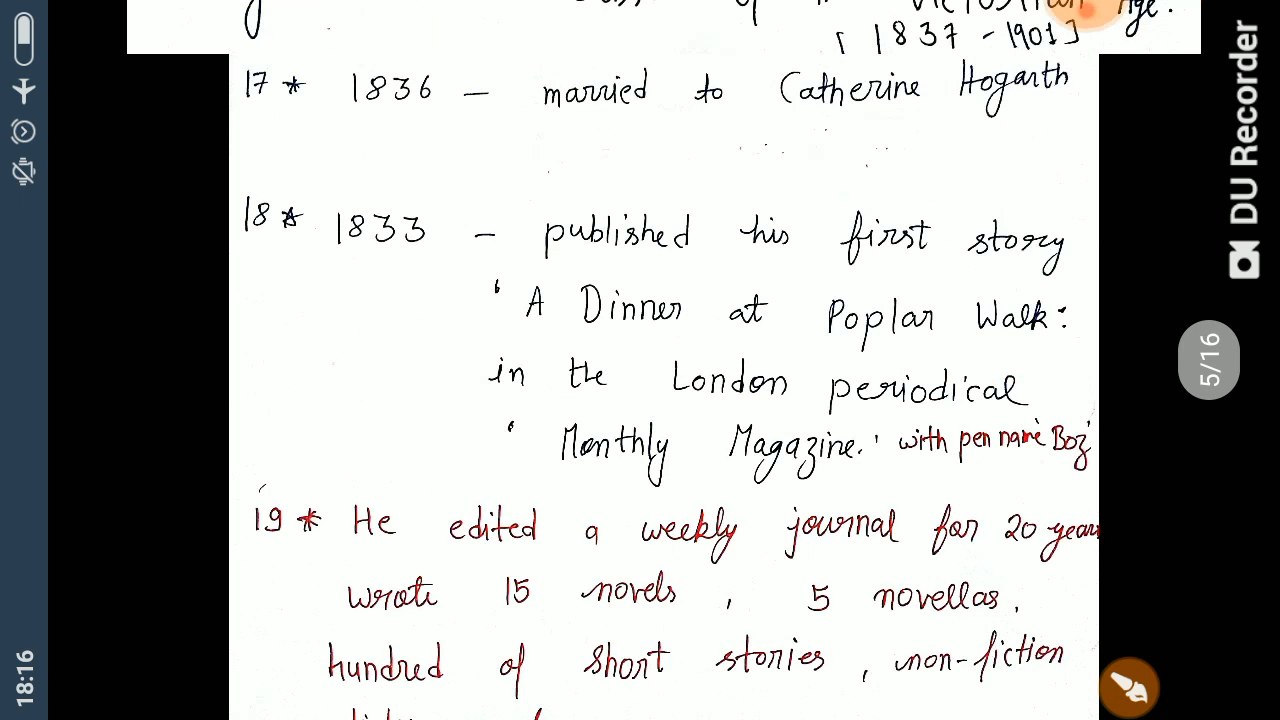 Age.
[ 1837 - 1901 ]
17 * 1836 - married to Catherine Hogarth
18 * 1833 - published his first story
' A Dinner at Poplar Walk:
in the London periodical
' Monthly Magazine.' with pen name 'Boz'
19 * He edited a weekly journal for 20 years
wrote 15 novels , 5 novellas,
hundred of short stories , non-fiction
DU Recorder
5/16
18:16